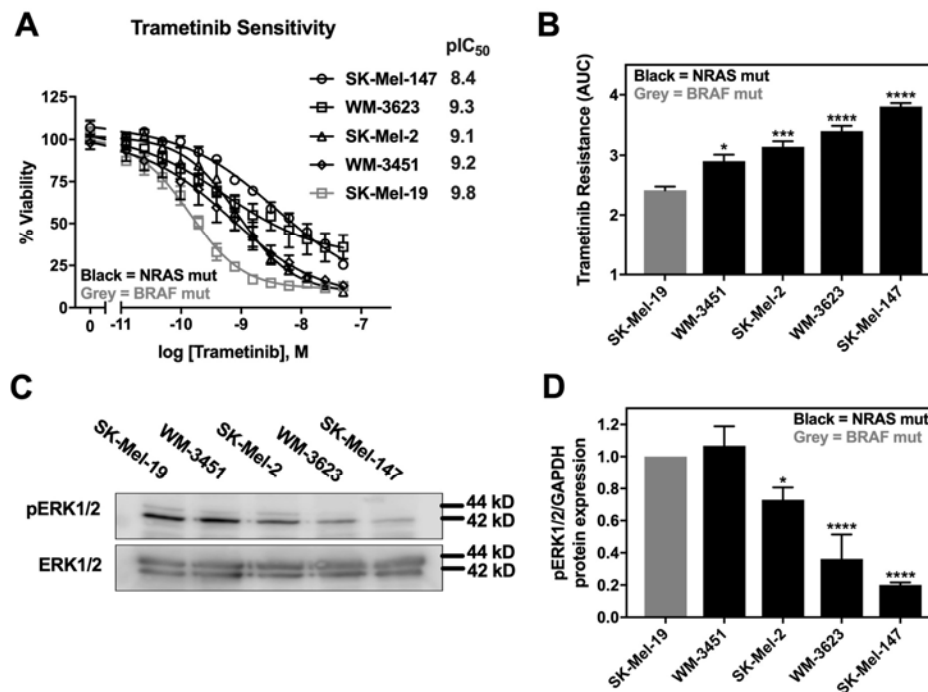 A
Trametinib Sensitivity
pIC50
SK-Mel-147 8.4
WM-3623 9.3
SK-Mel-2 9.1
WM-3451 9.2
SK-Mel-19 9.8
% Viability
125
100
75
50
25
0
Black = NRAS mut
Grey = BRAF mut
0 -11 -10 -9 -8 -7
log [Trametinib], M
B
Black = NRAS mut
Grey = BRAF mut
Trametinib Resistance (AUC)
4
3
2
1
* *** **** ****
SK-Mel-19 WM-3451 SK-Mel-2 WM-3623 SK-Mel-147
C
SK-Mel-19 WM-3451 SK-Mel-2 WM-3623 SK-Mel-147
pERK1/2
44 kD
42 kD
ERK1/2
44 kD
42 kD
D
Black = NRAS mut
Grey = BRAF mut
pERK1/2/GAPDH
protein expression
1.2
1.0
0.8
0.6
0.4
0.2
0.0
* **** ****
SK-Mel-19 WM-3451 SK-Mel-2 WM-3623 SK-Mel-147